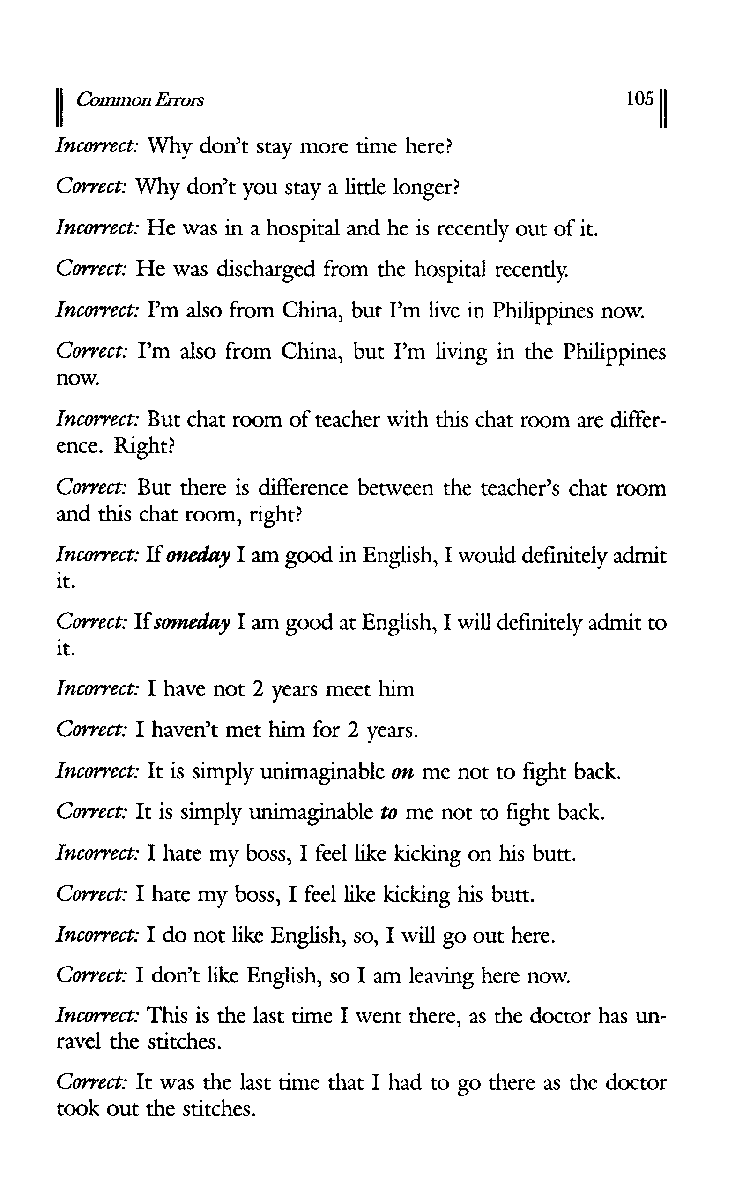 Common Errors 105
Incorrect: Why don't stay more time here?
Correct: Why don't you stay a little longer?
Incorrect: He was in a hospital and he is recently out of it.
Correct: He was discharged from the hospital recently.
Incorrect: I'm also from China, but I'm live in Philippines now.
Correct: I'm also from China, but I'm living in the Philippines
now.
Incorrect: But chat room of teacher with this chat room are differ-
ence. Right?
Correct: But there is difference between the teacher's chat room
and this chat room, right?
Incorrect: If oneday I am good in English, I would definitely admit
it.
Correct: If someday I am good at English, I will definitely admit to
it.
Incorrect: I have not 2 years meet him
Correct: I haven't met him for 2 years.
Incorrect: It is simply unimaginable on me not to fight back.
Correct: It is simply unimaginable to me not to fight back.
Incorrect: I hate my boss, I feel like kicking on his butt.
Correct: I hate my boss, I feel like kicking his butt.
Incorrect: I do not like English, so, I will go out here.
Correct: I don't like English, so I am leaving here now.
Incorrect: This is the last time I went there, as the doctor has un-
ravel the stitches.
Correct: It was the last time that I had to go there as the doctor
took out the stitches.